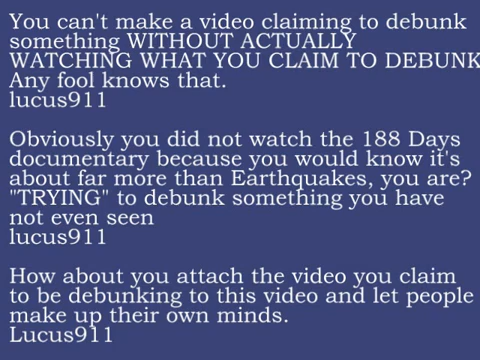 You can't make a video claiming to debunk
something WITHOUT ACTUALLY
WATCHING WHAT YOU CLAIM TO DEBUNK
Any fool knows that.
lucus911
Obviously you did not watch the 188 Days
documentary because you would know it's
about far more than Earthquakes, you are?
"TRYING" to debunk something you have
not even seen
lucus911
How about you attach the video you claim
to be debunking to this video and let people
make up their own minds.
Lucus911